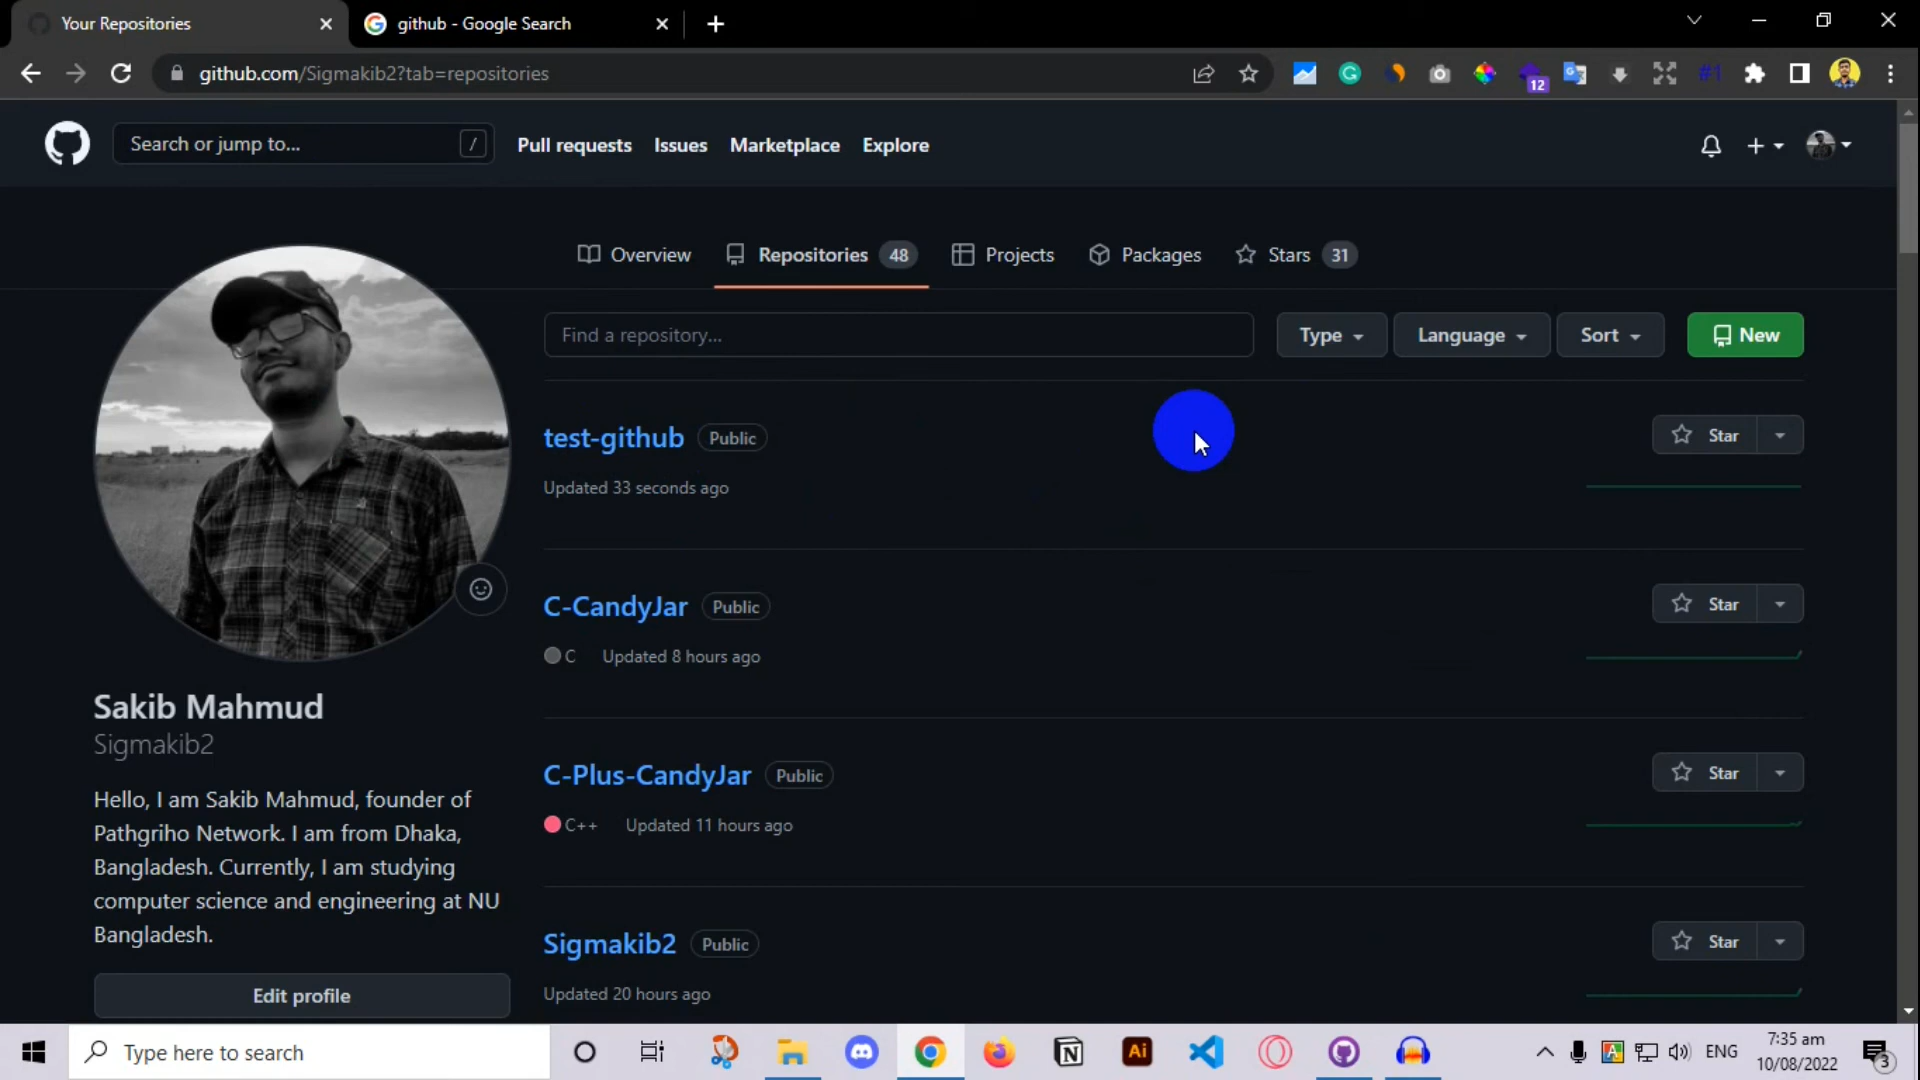 Your Repositories
github - Google Search
github.com/Sigmakib2?tab=repositories
#1
12
Search or jump to...
/
Pull requests
Issues
Marketplace
Explore
Overview
Repositories 48
Projects
Packages
Stars 31
Find a repository...
Type
Language
Sort
New
test-github Public
Star
Updated 33 seconds ago
C-CandyJar Public
Star
C Updated 8 hours ago
Sakib Mahmud
Sigmakib2
Hello, I am Sakib Mahmud, founder of
Pathgriho Network. I am from Dhaka,
Bangladesh. Currently, I am studying
computer science and engineering at NU
Bangladesh.
Edit profile
C-Plus-CandyJar Public
Star
C++ Updated 11 hours ago
Sigmakib2 Public
Star
Updated 20 hours ago
Type here to search
Ai
ENG
7:35 am
10/08/2022
3